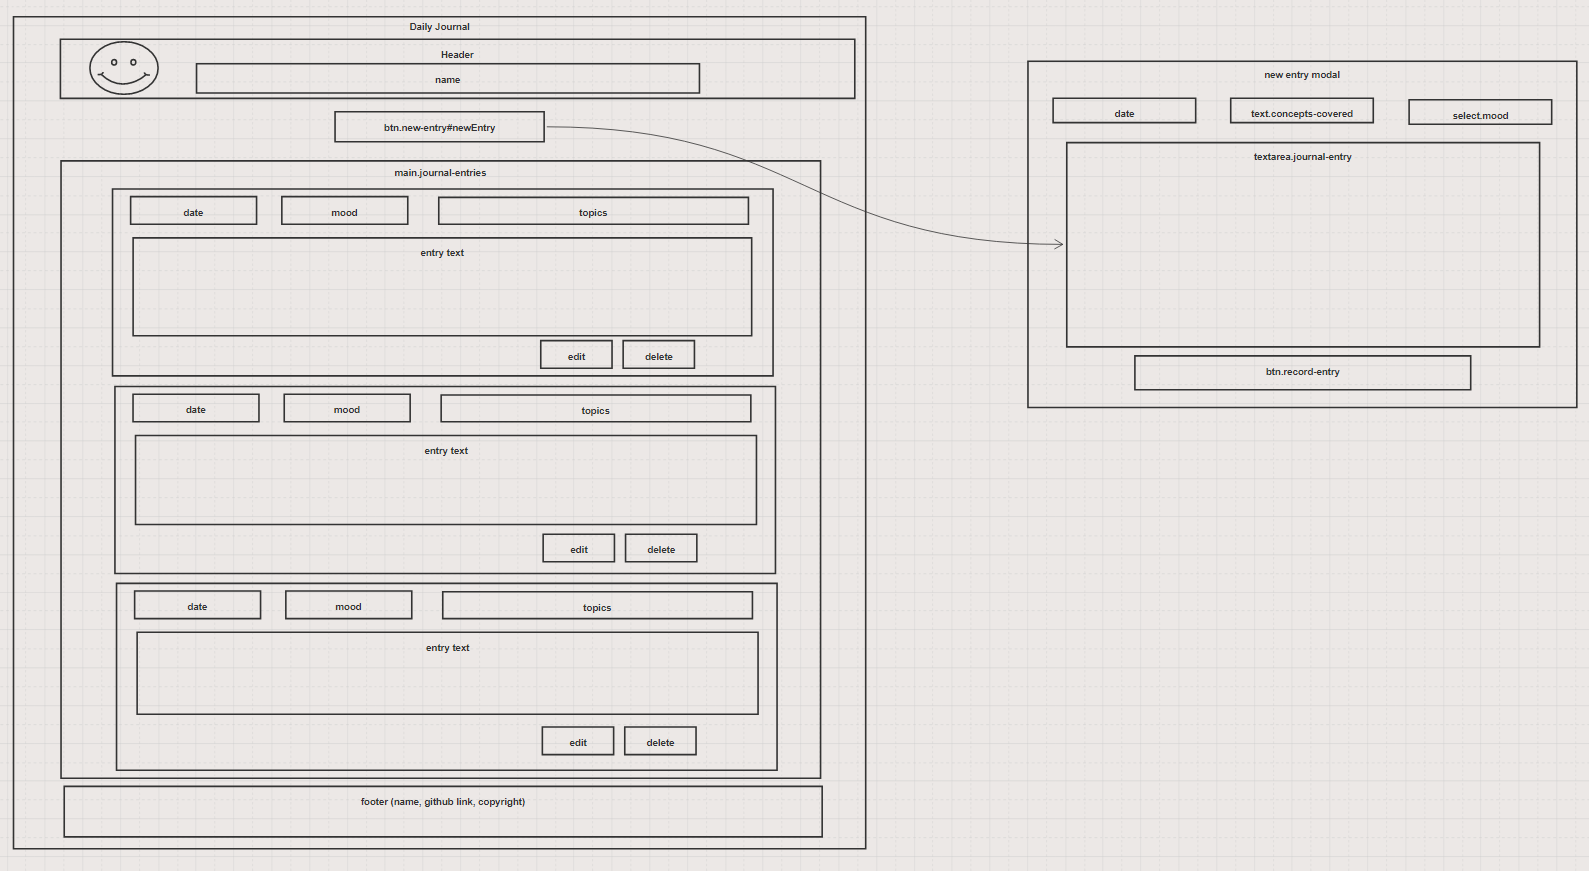 Daily Journal
Header
name
btn.new-entry#newEntry
main.journal-entries
date
mood
topics
entry text
edit
delete
date
mood
topics
entry text
edit
delete
date
mood
topics
entry text
edit
delete
footer (name, github link, copyright)
new entry modal
date
text.concepts-covered
select.mood
textarea.journal-entry
btn.record-entry